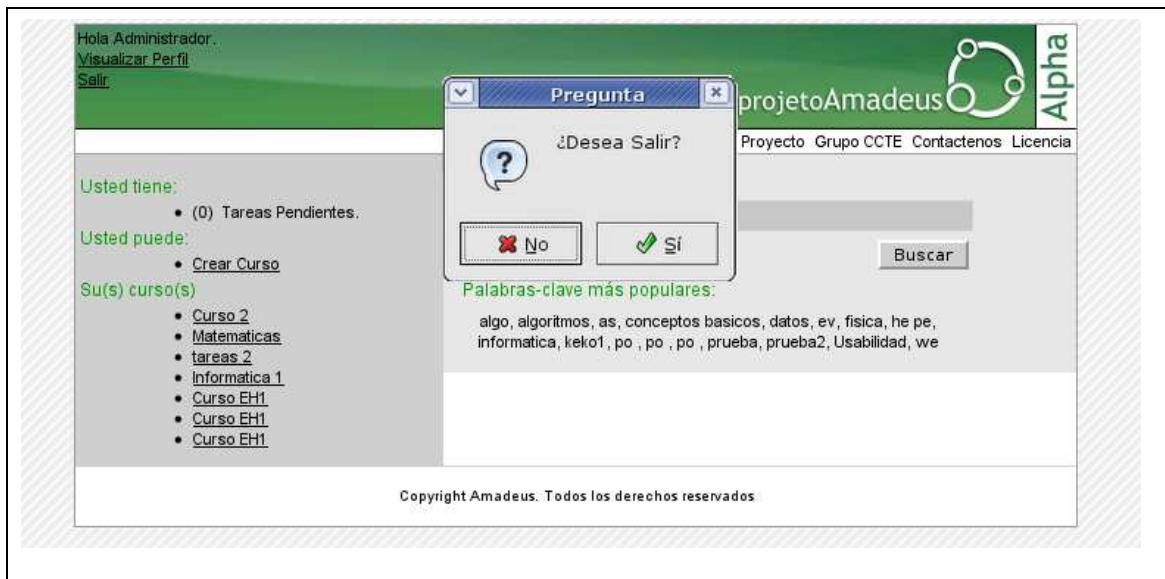 Hola Administrador.
Visualizar Perfil
Salir
projetoAmadeus
Alpha
Pregunta
¿Desea Salir?
No
Sí
Proyecto Grupo CCTE Contactenos Licencia
Usted tiene:
• (0) Tareas Pendientes.
Usted puede:
• Crear Curso
Su(s) curso(s)
• Curso 2
• Matematicas
• tareas 2
• Informatica 1
• Curso EH1
• Curso EH1
• Curso EH1
Buscar
Palabras-clave más populares:
algo, algoritmos, as, conceptos basicos, datos, ev, fisica, he pe,
informatica, keko1, po , po , po , prueba, prueba2, Usabilidad, we
Copyright Amadeus. Todos los derechos reservados